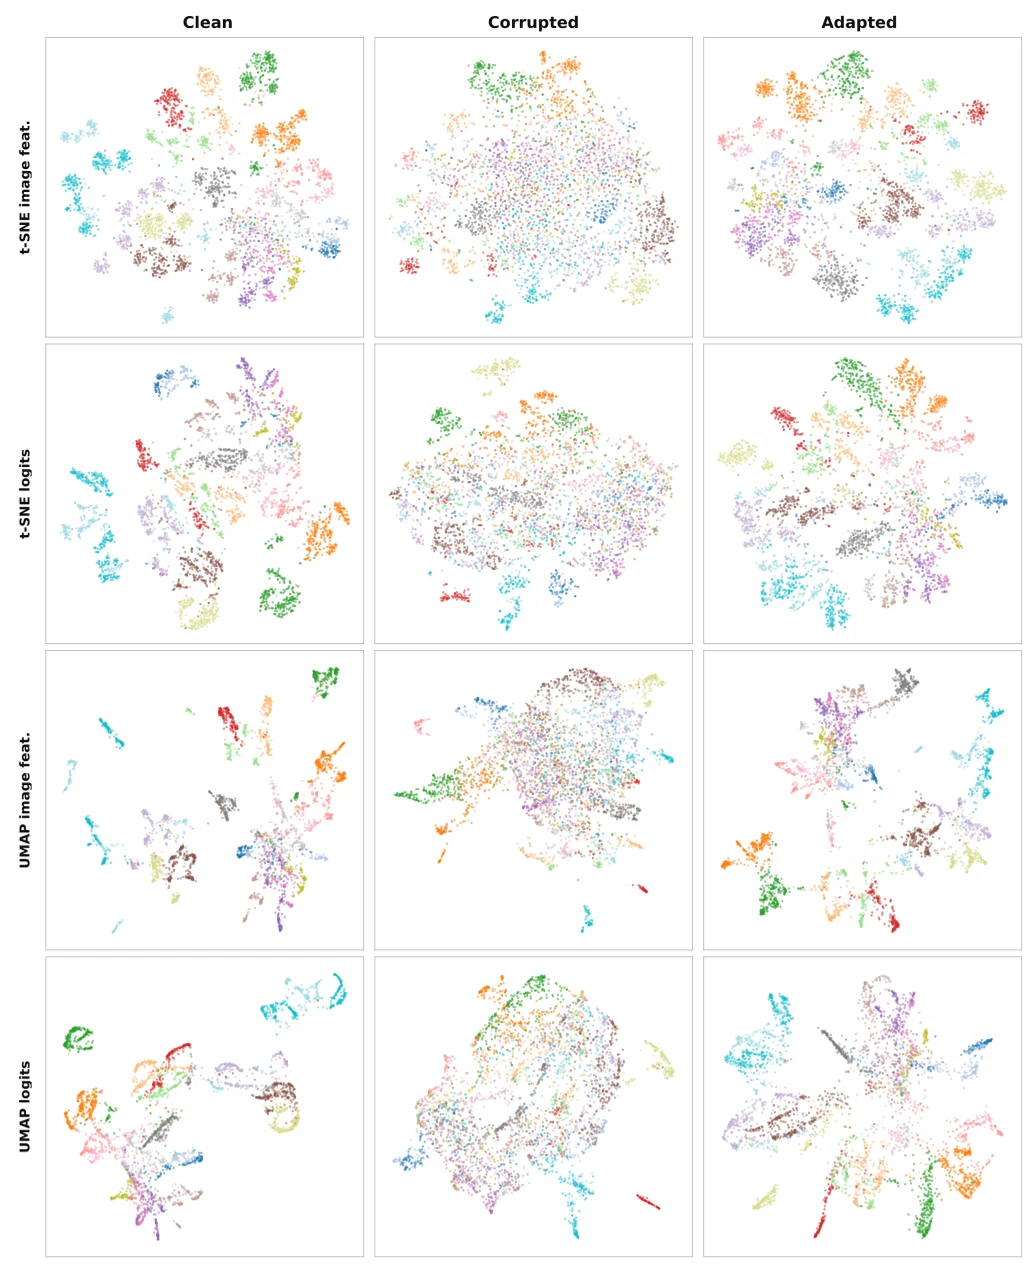 Clean Corrupted Adapted
t-SNE image feat.
t-SNE logits
UMAP image feat.
UMAP logits